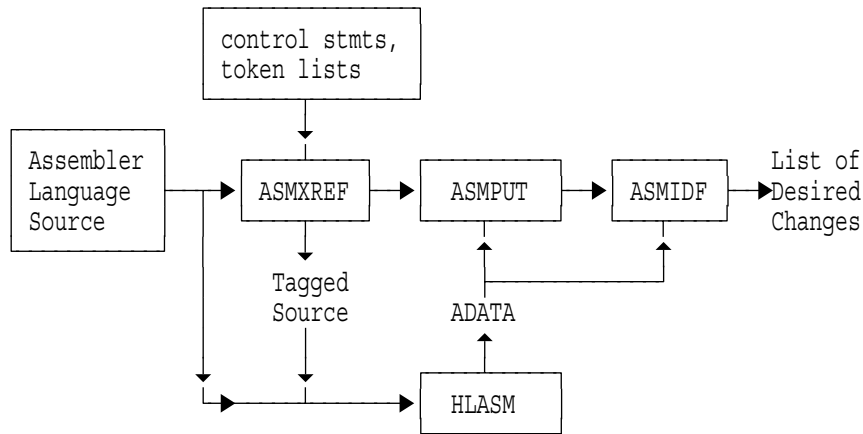 control stmts,
token lists
Assembler
Language
Source
ASMXREF
ASMPUT
ASMIDF
List of
Desired
Changes
Tagged
Source
ADATA
HLASM